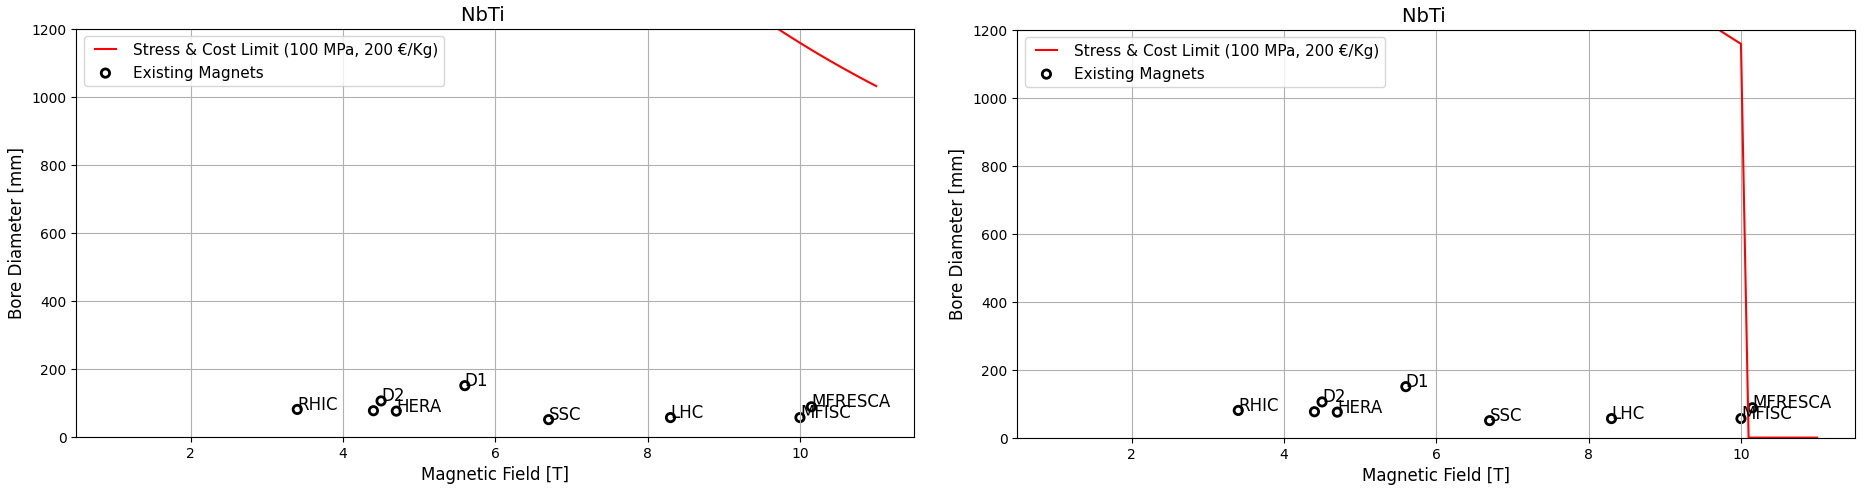 NbTi
1200
1000
800
600
400
200
0
Bore Diameter [mm]
Stress & Cost Limit (100 MPa, 200 €/Kg)
Existing Magnets
RHIC
D2
HERA
D1
SSC
LHC
MFRESCA
MFISC
2
4
6
8
10
Magnetic Field [T]
NbTi
1200
1000
800
600
400
200
0
Bore Diameter [mm]
Stress & Cost Limit (100 MPa, 200 €/Kg)
Existing Magnets
RHIC
D2
HERA
D1
SSC
LHC
MFRESCA
MFISC
2
4
6
8
10
Magnetic Field [T]